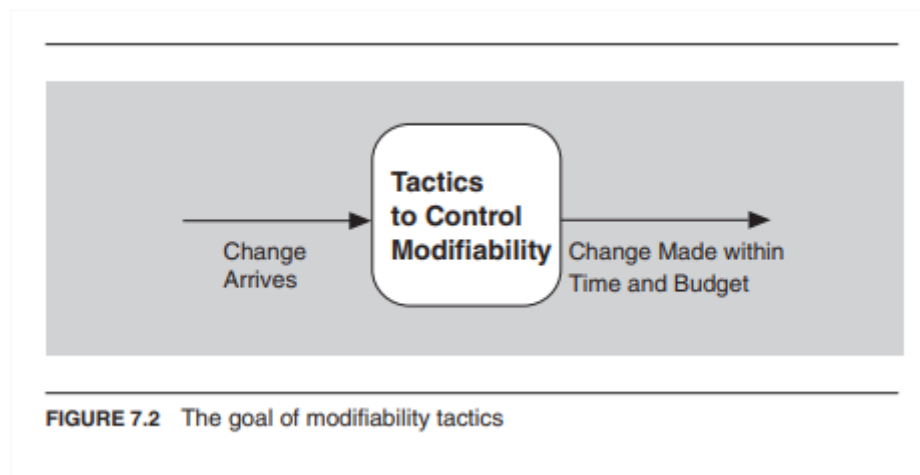 Tactics
to Control
Modifiability
Change
Arrives
Change Made within
Time and Budget
FIGURE 7.2 The goal of modifiability tactics